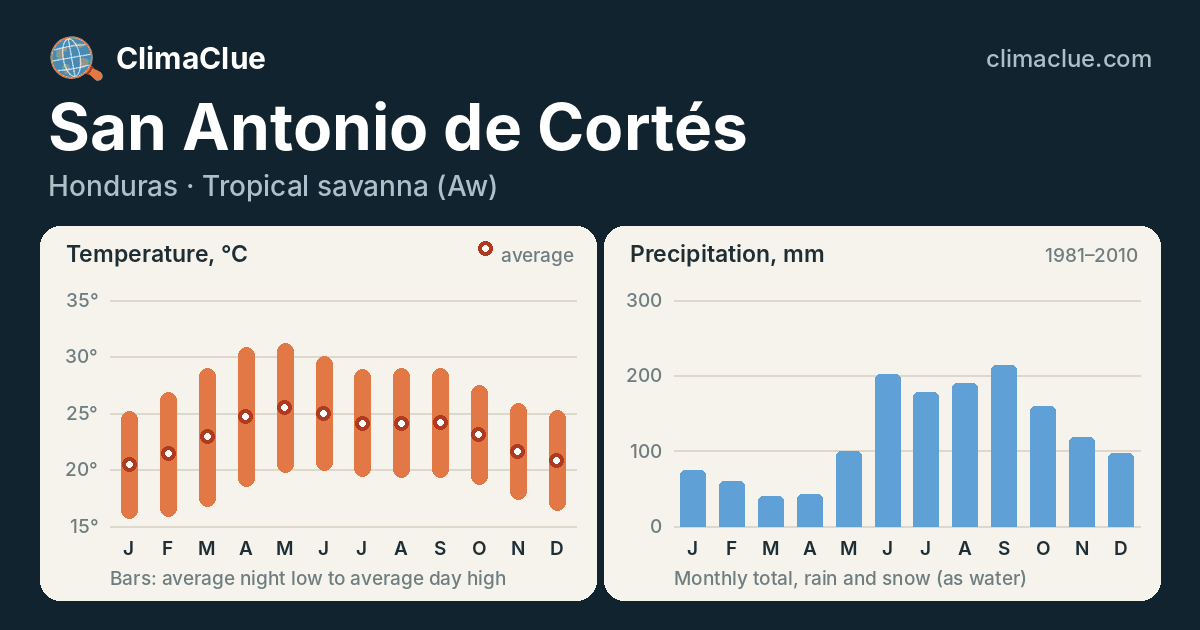 ClimaClue
climaclue.com
San Antonio de Cortés
Honduras · Tropical savanna (Aw)
Temperature, °C
average
35°
30°
25°
20°
15°
J F M A M J J A S O N D
Bars: average night low to average day high
Precipitation, mm
1981–2010
300
200
100
0
J F M A M J J A S O N D
Monthly total, rain and snow (as water)